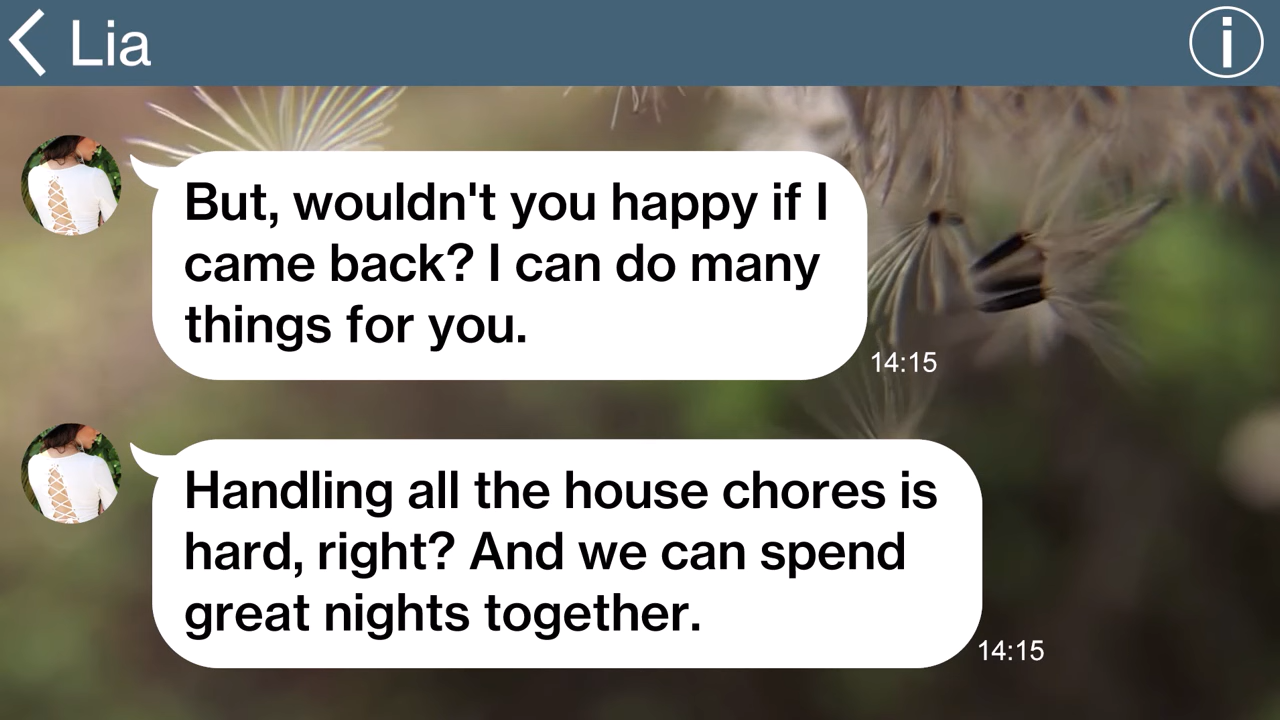 Lia
But, wouldn't you happy if I
came back? I can do many
things for you.
14:15
Handling all the house chores is
hard, right? And we can spend
great nights together.
14:15